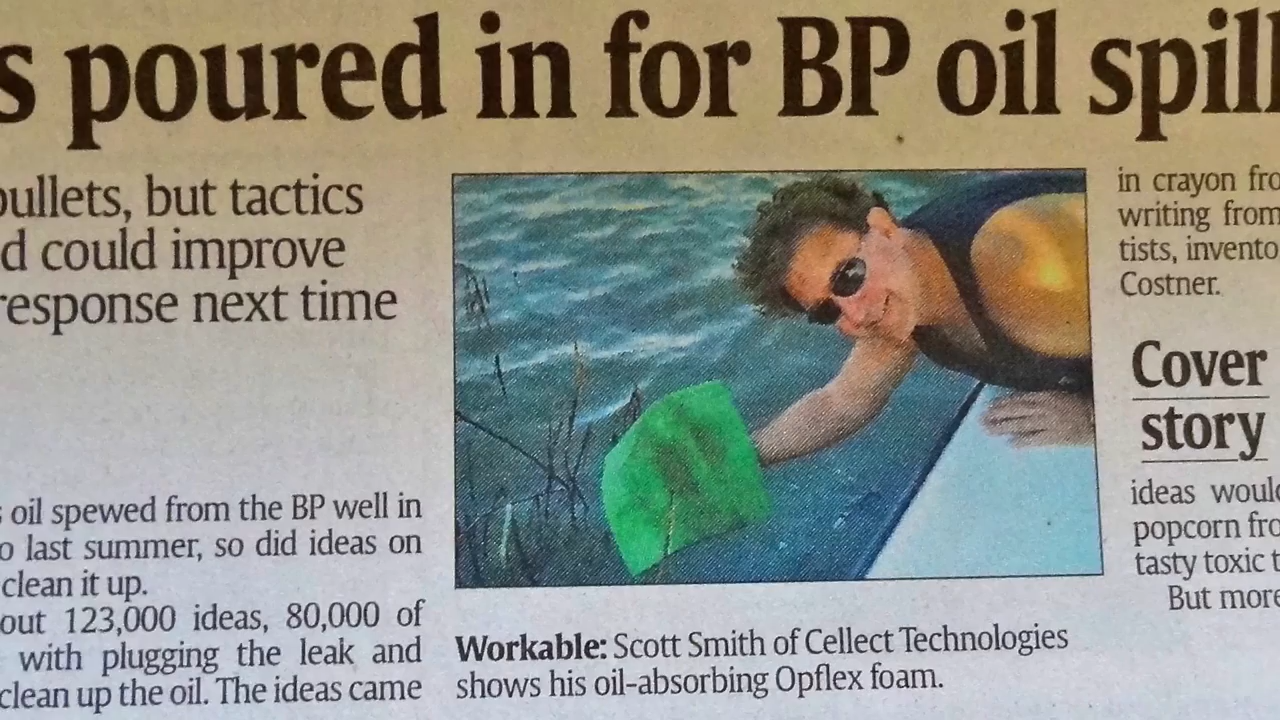 s poured in for BP oil spill
bullets, but tactics
d could improve
response next time
s oil spewed from the BP well in
o last summer, so did ideas on
clean it up.
out 123,000 ideas, 80,000 of
with plugging the leak and
clean up the oil. The ideas came
Workable: Scott Smith of Cellect Technologies
shows his oil-absorbing Opflex foam.
in crayon fro
writing from
tists, invento
Costner.
Cover
story
ideas would
popcorn fro
tasty toxic t
But more